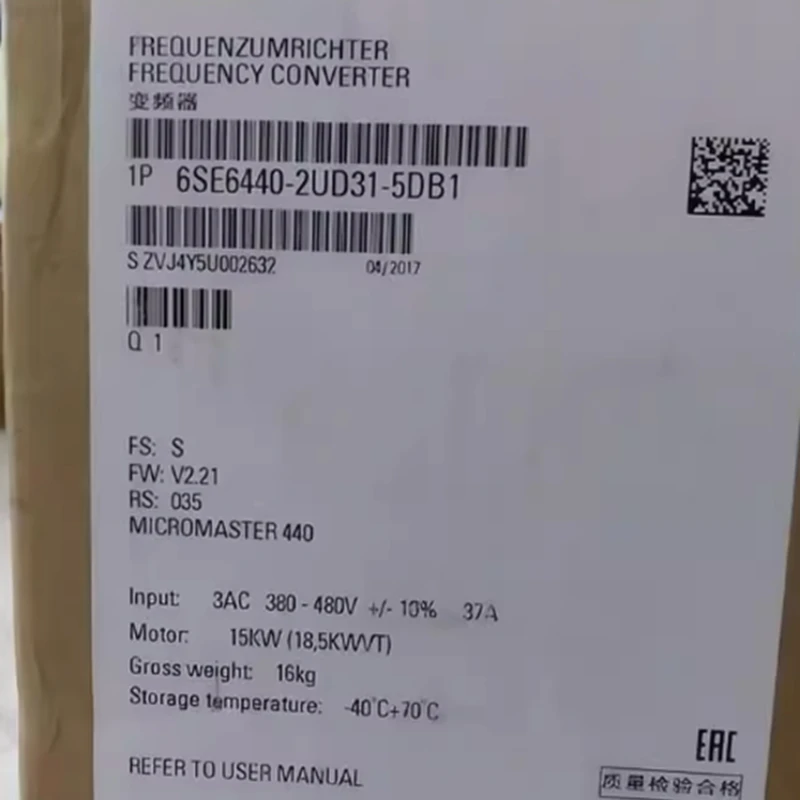 FREQUENZUMRICHTER
FREQUENCY CONVERTER
变频器
1P 6SE6440-2UD31-5DB1
S ZVJ4Y5U002632 04/2017
Q 1
FS: S
FW: V2.21
RS: 035
MICROMASTER 440
Input: 3AC 380 - 480V +/- 10% 37A
Motor: 15KW (18,5KWVT)
Gross weight: 16kg
Storage temperature: -40°C+70°C
EAC
REFER TO USER MANUAL
质量检验合格